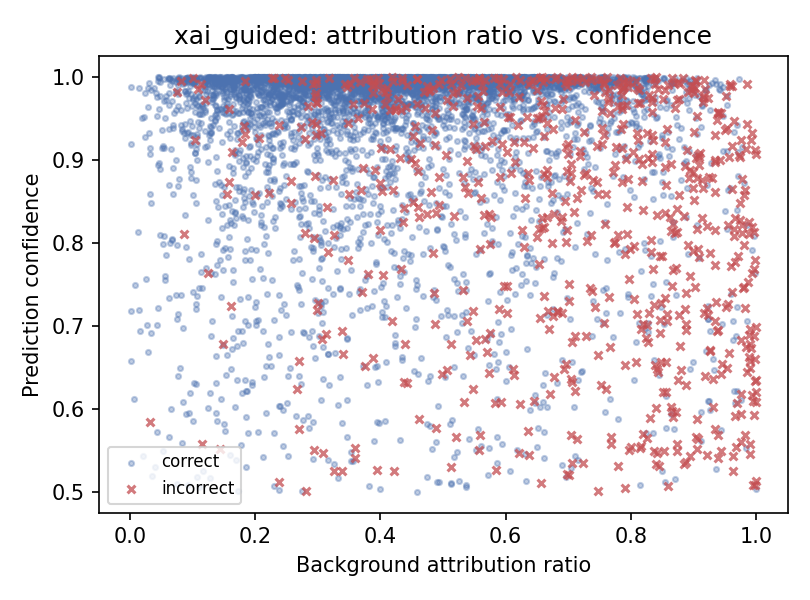 xai_guided: attribution ratio vs. confidence
1.0
0.9
0.8
0.7
0.6
0.5
Prediction confidence
correct
incorrect
0.0 0.2 0.4 0.6 0.8 1.0
Background attribution ratio